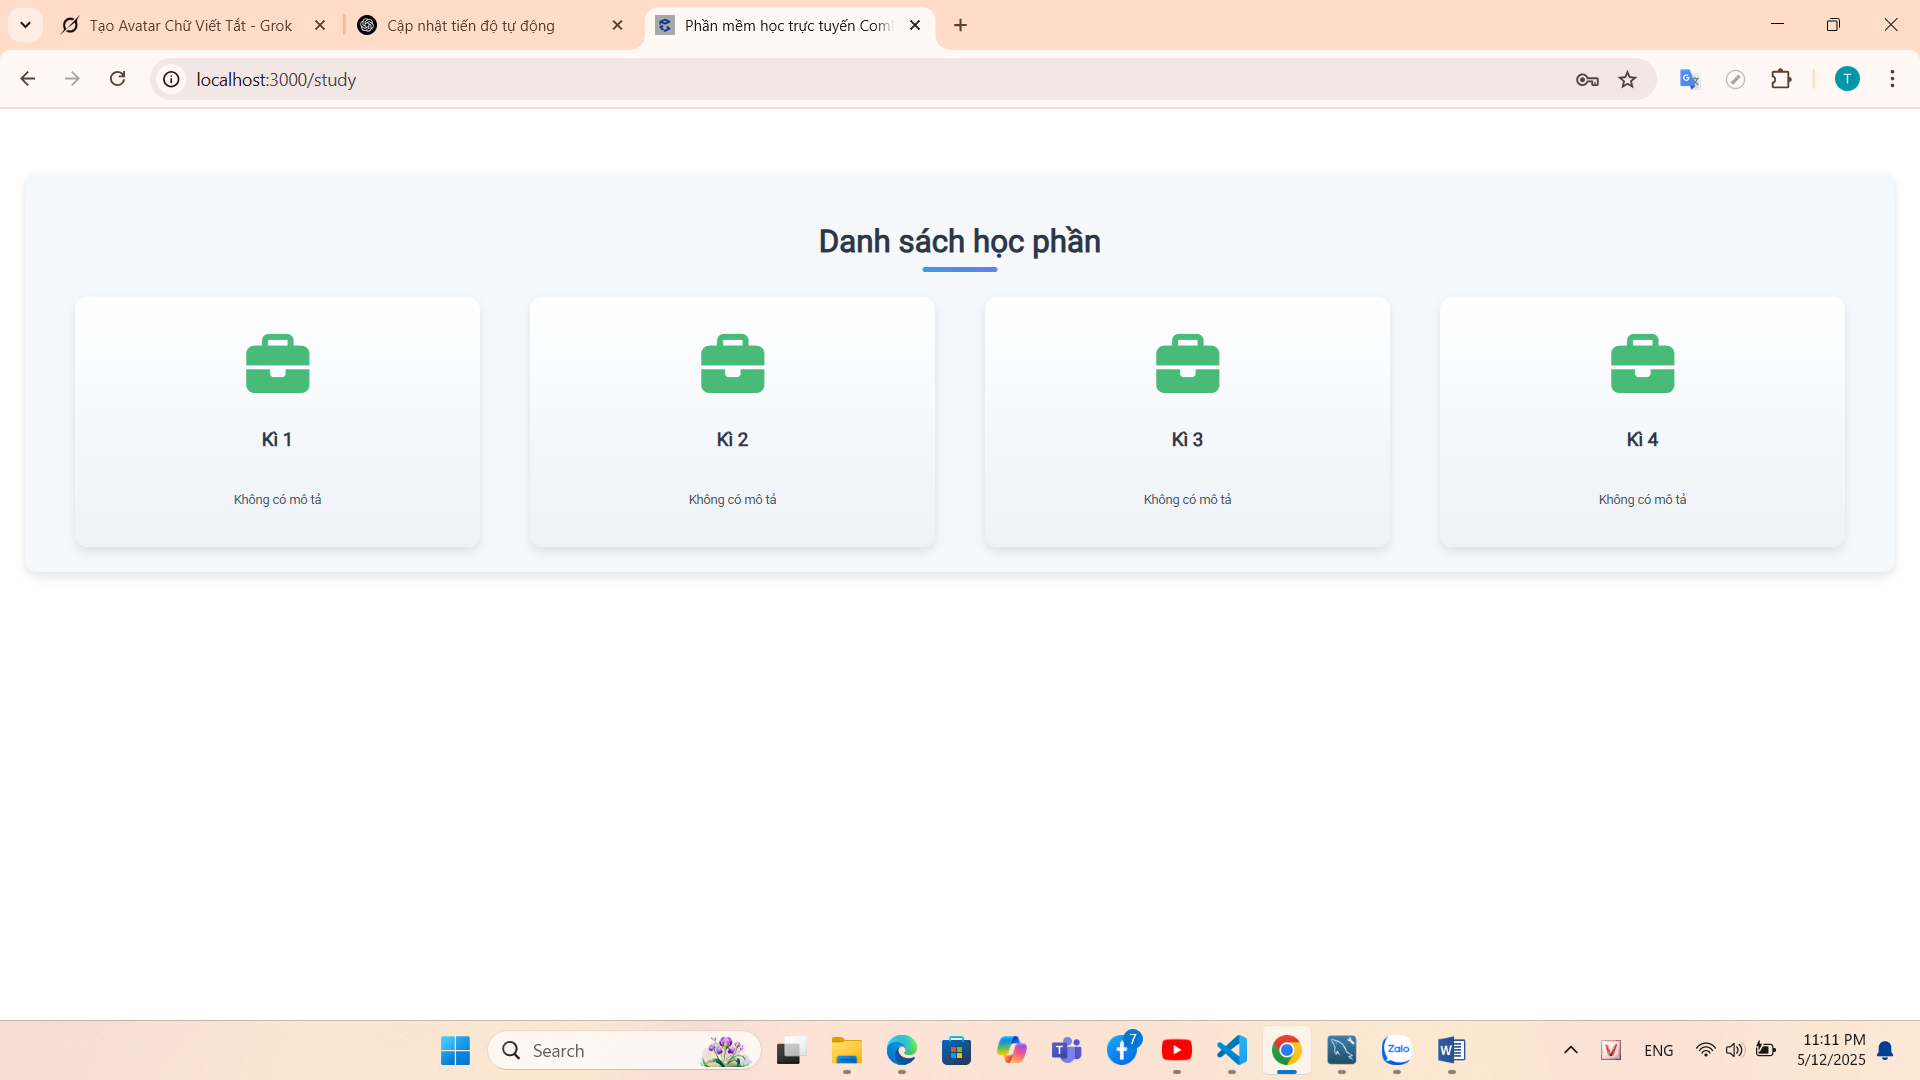 Tạo Avatar Chữ Viết Tắt - Grok
Cập nhật tiến độ tự động
Phần mềm học trực tuyến Com
localhost:3000/study
T
Danh sách học phần
Kì 1
Kì 2
Kì 3
Kì 4
Không có mô tả
Không có mô tả
Không có mô tả
Không có mô tả
Search
7
Zalo
ENG
11:11 PM
5/12/2025